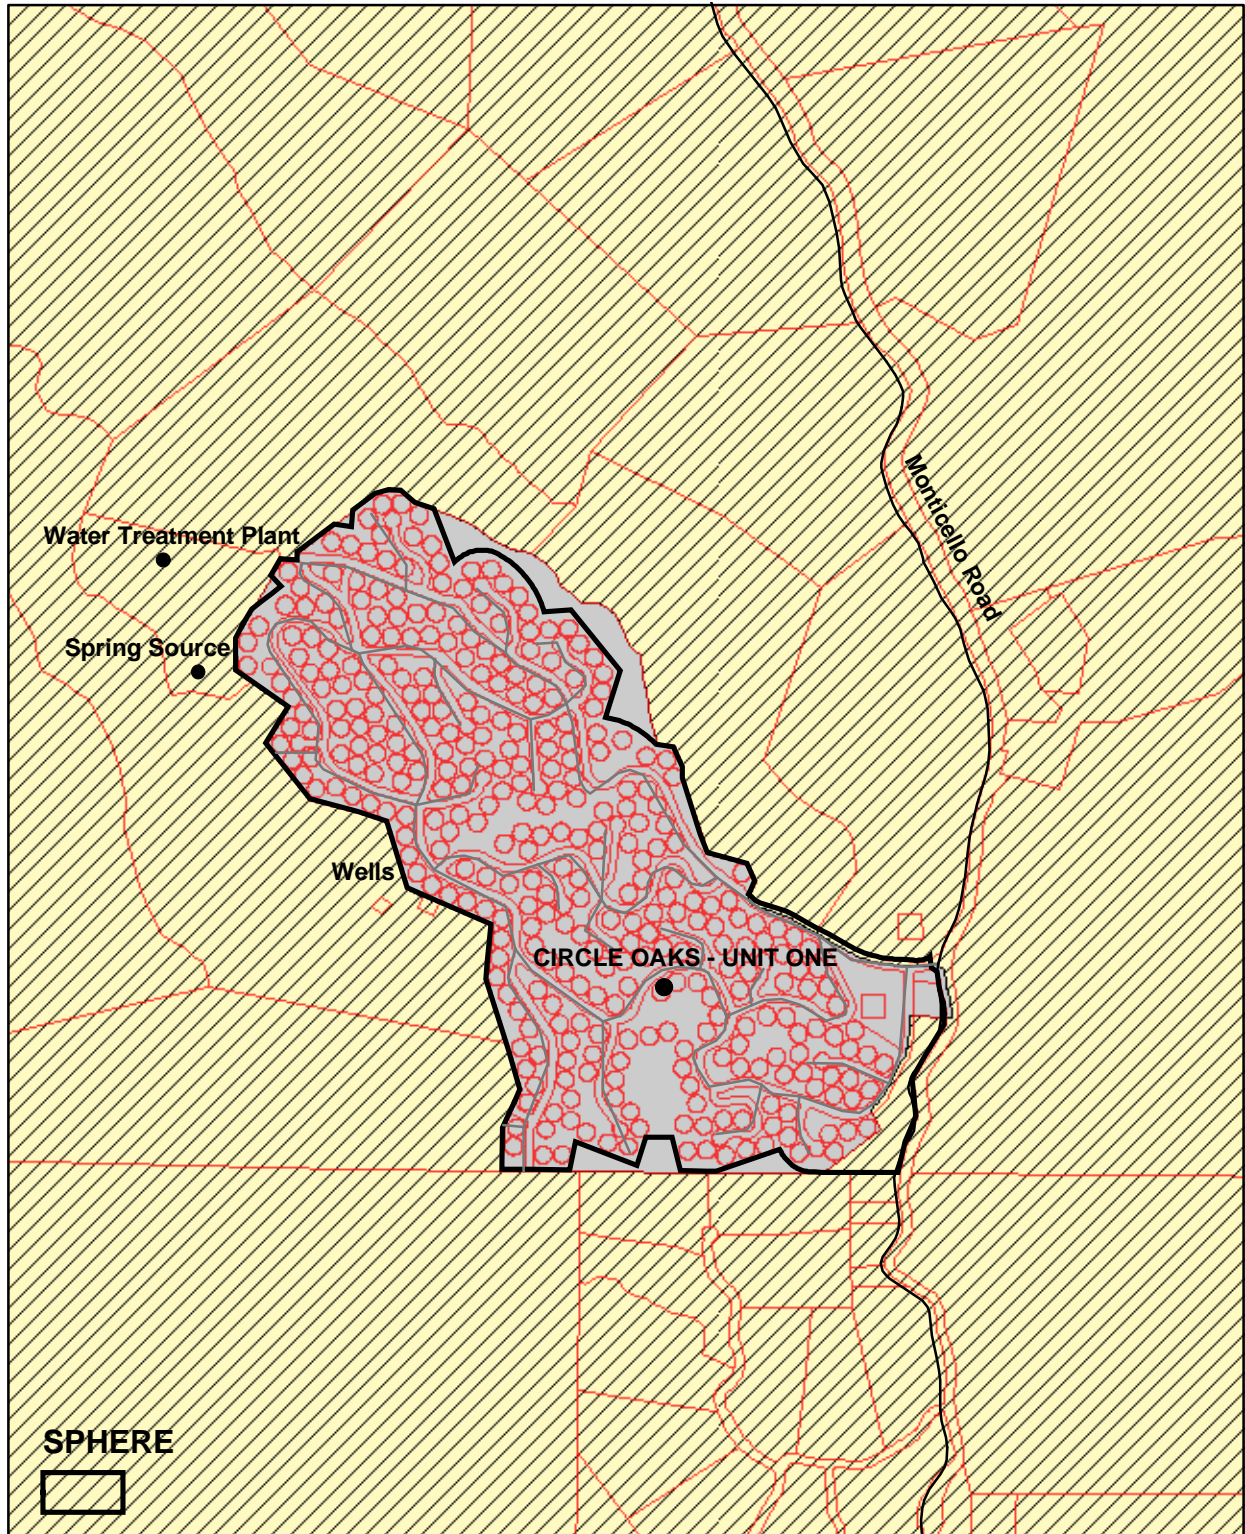 Monticello Road
Water Treatment Plant
Spring Source
Wells
CIRCLE OAKS - UNIT ONE
SPHERE